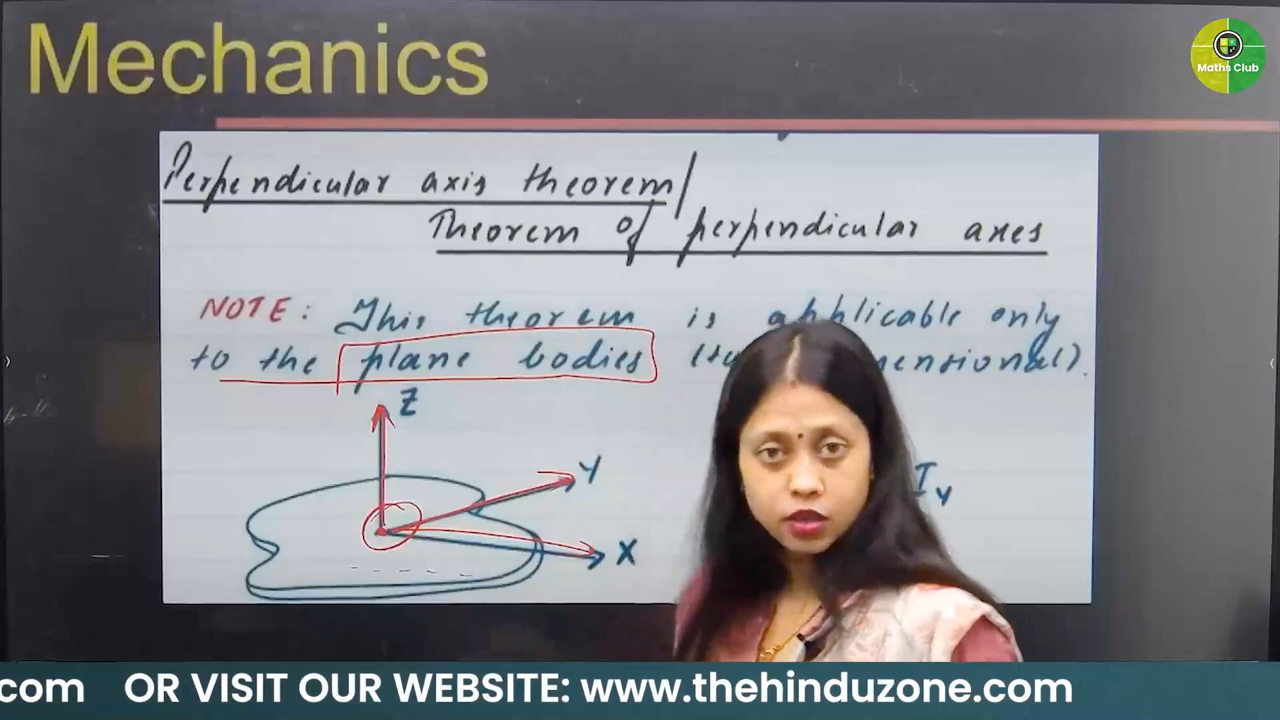 Mechanics
Maths Club
Perpendicular axis theorem/
Theorem of perpendicular axes
NOTE: This theorem is applicable only
to the plane bodies
Z
Y
X
I_Y
.com OR VISIT OUR WEBSITE: www.thehinduzone.com